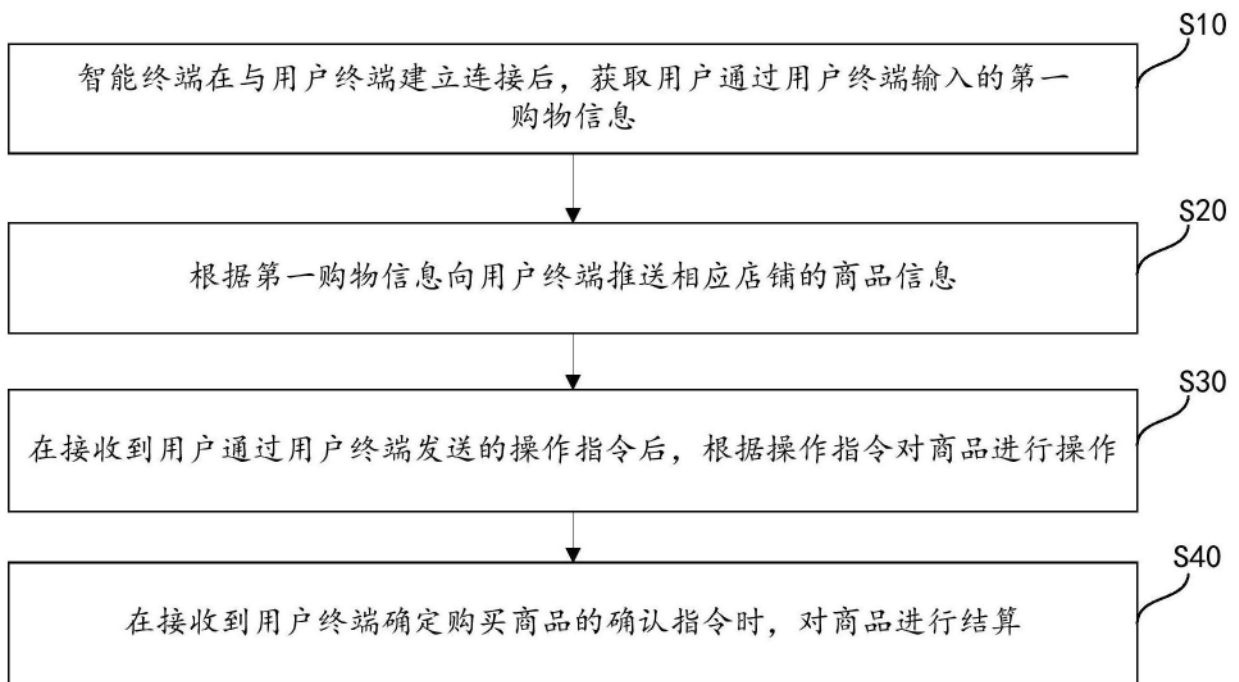 S10
智能终端在与用户终端建立连接后，获取用户通过用户终端输入的第一
购物信息
S20
根据第一购物信息向用户终端推送相应店铺的商品信息
S30
在接收到用户通过用户终端发送的操作指令后，根据操作指令对商品进行操作
S40
在接收到用户终端确定购买商品的确认指令时，对商品进行结算